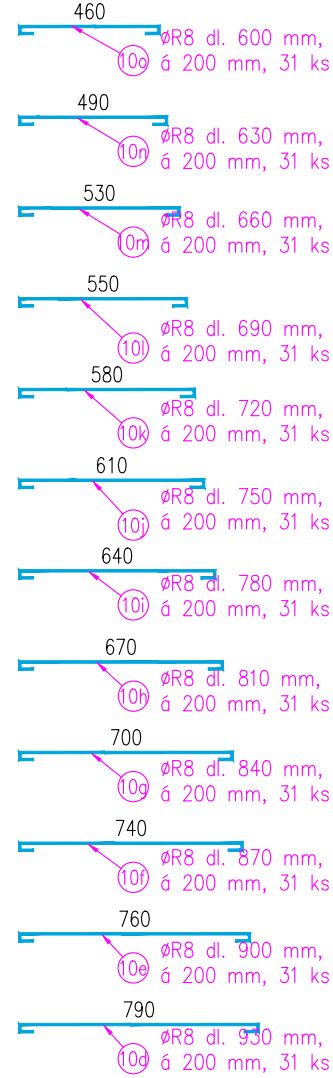 460
10o
øR8 dl. 600 mm,
á 200 mm, 31 ks
490
10n
øR8 dl. 630 mm,
á 200 mm, 31 ks
530
10m
øR8 dl. 660 mm,
á 200 mm, 31 ks
550
10l
øR8 dl. 690 mm,
á 200 mm, 31 ks
580
10k
øR8 dl. 720 mm,
á 200 mm, 31 ks
610
10j
øR8 dl. 750 mm,
á 200 mm, 31 ks
640
10i
øR8 dl. 780 mm,
á 200 mm, 31 ks
670
10h
øR8 dl. 810 mm,
á 200 mm, 31 ks
700
10g
øR8 dl. 840 mm,
á 200 mm, 31 ks
740
10f
øR8 dl. 870 mm,
á 200 mm, 31 ks
760
10e
øR8 dl. 900 mm,
á 200 mm, 31 ks
790
10d
øR8 dl. 930 mm,
á 200 mm, 31 ks